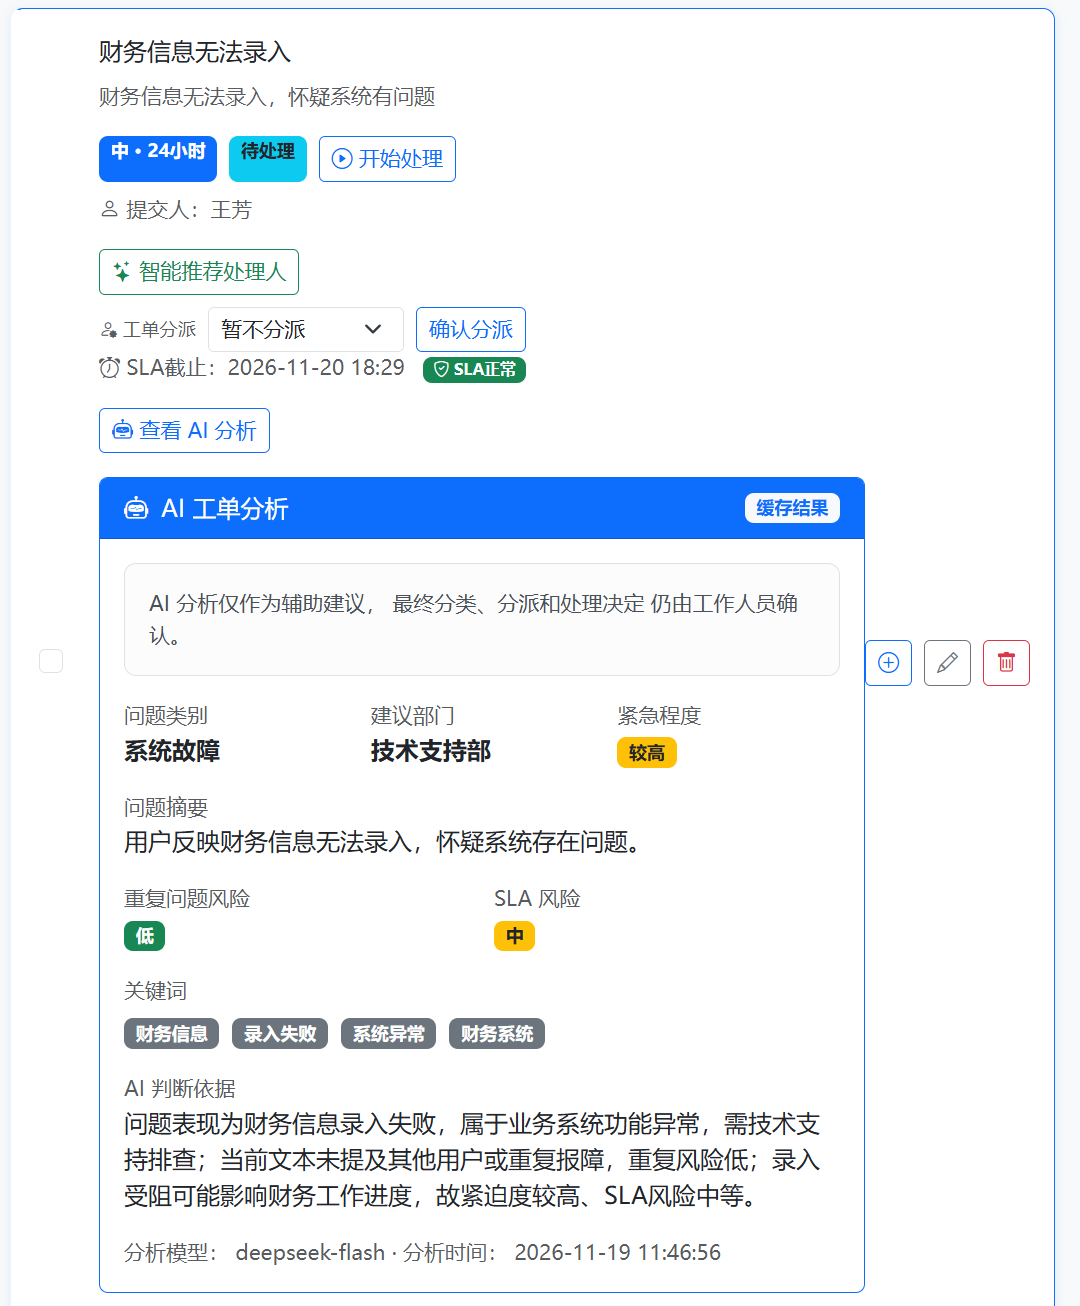 财务信息无法录入
财务信息无法录入，怀疑系统有问题
中 • 24小时 待处理 开始处理
提交人：王芳
智能推荐处理人
工单分派 暂不分派 确认分派
SLA截止：2026-11-20 18:29 SLA正常
查看 AI 分析
AI 工单分析 缓存结果
AI 分析仅作为辅助建议， 最终分类、分派和处理决定 仍由工作人员确
认。
问题类别 建议部门 紧急程度
系统故障 技术支持部 较高
问题摘要
用户反映财务信息无法录入，怀疑系统存在问题。
重复问题风险 SLA 风险
低 中
关键词
财务信息 录入失败 系统异常 财务系统
AI 判断依据
问题表现为财务信息录入失败，属于业务系统功能异常，需技术支
持排查；当前文本未提及其他用户或重复报障，重复风险低；录入
受阻可能影响财务工作进度，故紧迫度较高、SLA风险中等。
分析模型： deepseek-flash · 分析时间： 2026-11-19 11:46:56